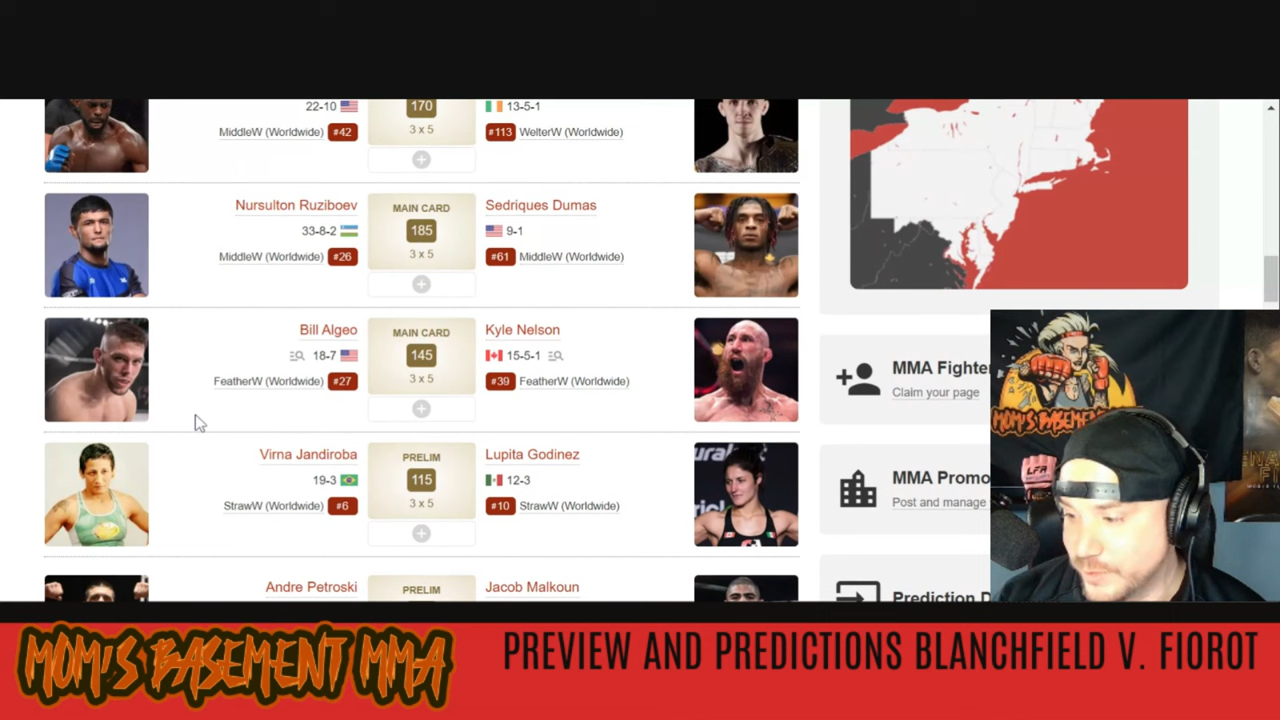 22-10
170
13-5-1
MiddleW (Worldwide) #42
3 x 5
#113 WelterW (Worldwide)
Nursulton Ruziboev
MAIN CARD
Sedriques Dumas
33-8-2
185
9-1
MiddleW (Worldwide) #26
3 x 5
#61 MiddleW (Worldwide)
Bill Algeo
MAIN CARD
Kyle Nelson
18-7
145
15-5-1
FeatherW (Worldwide) #27
3 x 5
#39 FeatherW (Worldwide)
Virna Jandiroba
PRELIM
Lupita Godinez
19-3
115
12-3
StrawW (Worldwide) #6
3 x 5
#10 StrawW (Worldwide)
Andre Petroski
PRELIM
Jacob Malkoun
MMA Fighter
Claim your page
MMA Promo
Post and manage
Prediction D
MOM'S BASEMENT
LFA
MOM'S BASEMENT MMA
PREVIEW AND PREDICTIONS BLANCHFIELD V. FIOROT